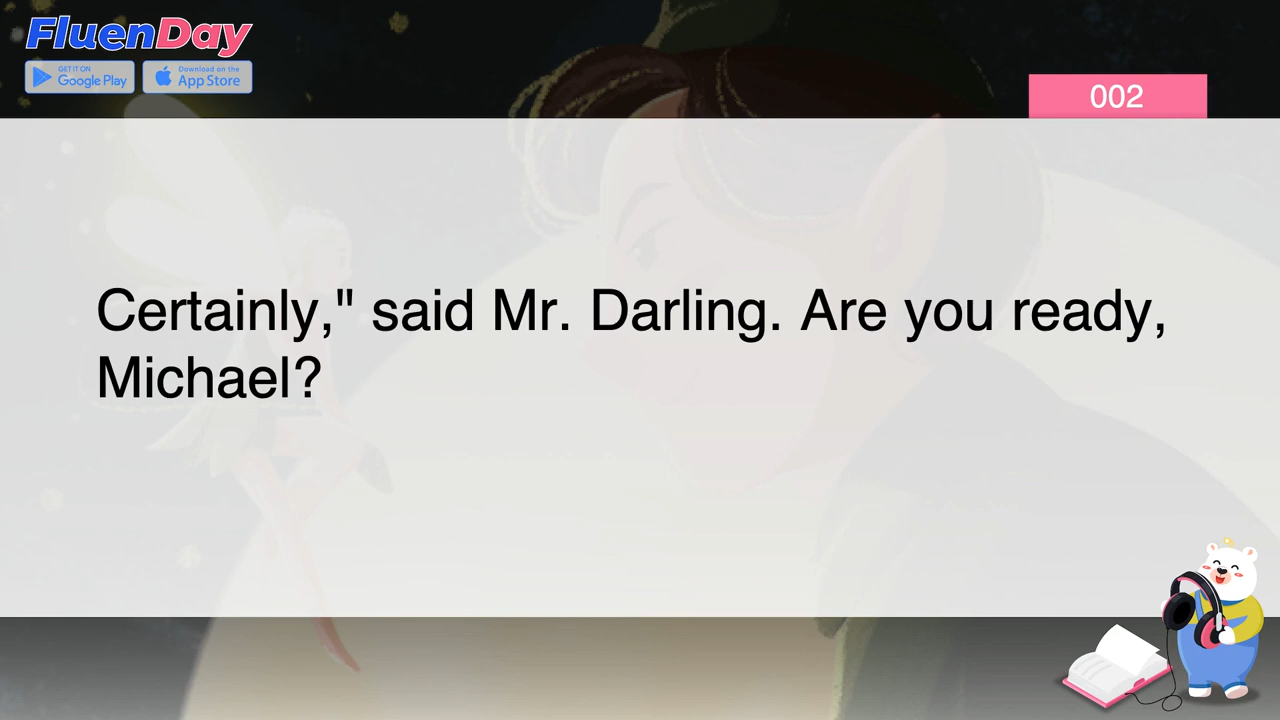 FluenDay
GET IT ON
Google Play
Download on the
App Store
002
Certainly," said Mr. Darling. Are you ready,
Michael?